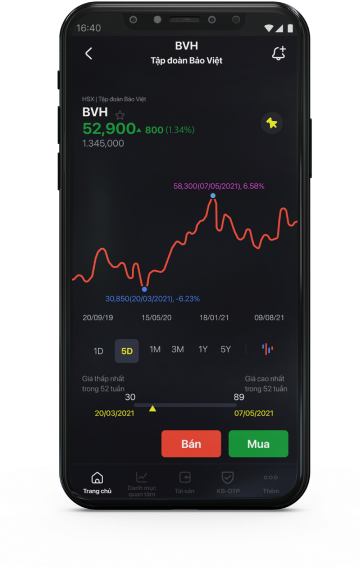 16:40
BVH
Tập đoàn Bảo Việt
HSX | Tập đoàn Bảo Việt
BVH
52,900 800 (1.34%)
1.345,000
58,300(07/05/2021), 6.58%
30,850(20/03/2021), -6.23%
20/09/19 15/05/20 18/01/21 09/08/21
1D 5D 1M 3M 1Y 5Y
Giá thấp nhất
trong 52 tuần
Giá cao nhất
trong 52 tuần
30 89
20/03/2021 07/05/2021
Bán Mua
Trang chủ
Danh mục
quan tâm
Tài sản
KB-OTP
Thêm